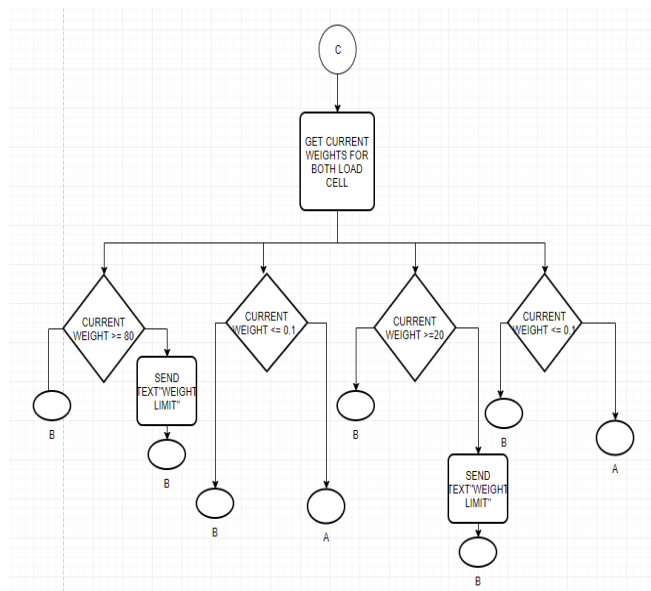 C
GET CURRENT
WEIGHTS FOR
BOTH LOAD
CELL
CURRENT
WEIGHT >= 80
CURRENT
WEIGHT <= 0.1
CURRENT
WEIGHT >=20
CURRENT
WEIGHT <= 0.1
SEND
TEXT"WEIGHT
LIMIT"
B
B
B
A
B
SEND
TEXT"WEIGHT
LIMIT"
B
B
A